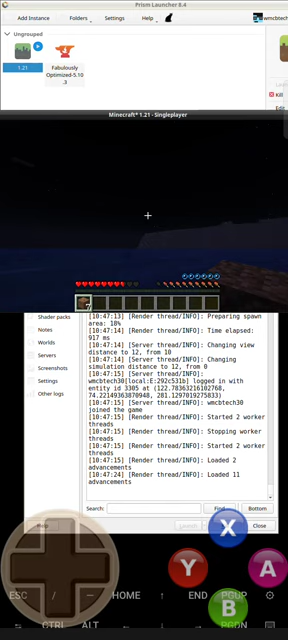 Prism Launcher 8.4
Add Instance
Folders
Settings
Help
wmcbtech
Ungrouped
1.21
Fabulously
Optimized-5.10
.3
Kill
Edit
Minecraft* 1.21 - Singleplayer
7
Shader packs
Notes
Worlds
Servers
Screenshots
Settings
Other logs
[10:47:13] [Render thread/INFO]: Preparing spawn
area: 18%
[10:47:14] [Render thread/INFO]: Time elapsed:
917 ms
[10:47:14] [Server thread/INFO]: Changing view
distance to 12, from 10
[10:47:14] [Server thread/INFO]: Changing
simulation distance to 12, from 0
[10:47:15] [Server thread/INFO]:
wmcbtech30[local:E:292c531b] logged in with
entity id 3305 at (122.78363216102768,
74.22149363870948, 281.1297019275833)
[10:47:15] [Server thread/INFO]: wmcbtech30
joined the game
[10:47:15] [Render thread/INFO]: Started 2 worker
threads
[10:47:15] [Render thread/INFO]: Stopping worker
threads
[10:47:15] [Render thread/INFO]: Started 2 worker
threads
[10:47:15] [Render thread/INFO]: Loaded 2
advancements
[10:47:24] [Render thread/INFO]: Loaded 11
advancements
Search:
Find
Bottom
Help
Close
X
Y
A
B
ESC
/
—
HOME
↑
END
PGUP
CTRL
ALT
←
↓
→
PGDN